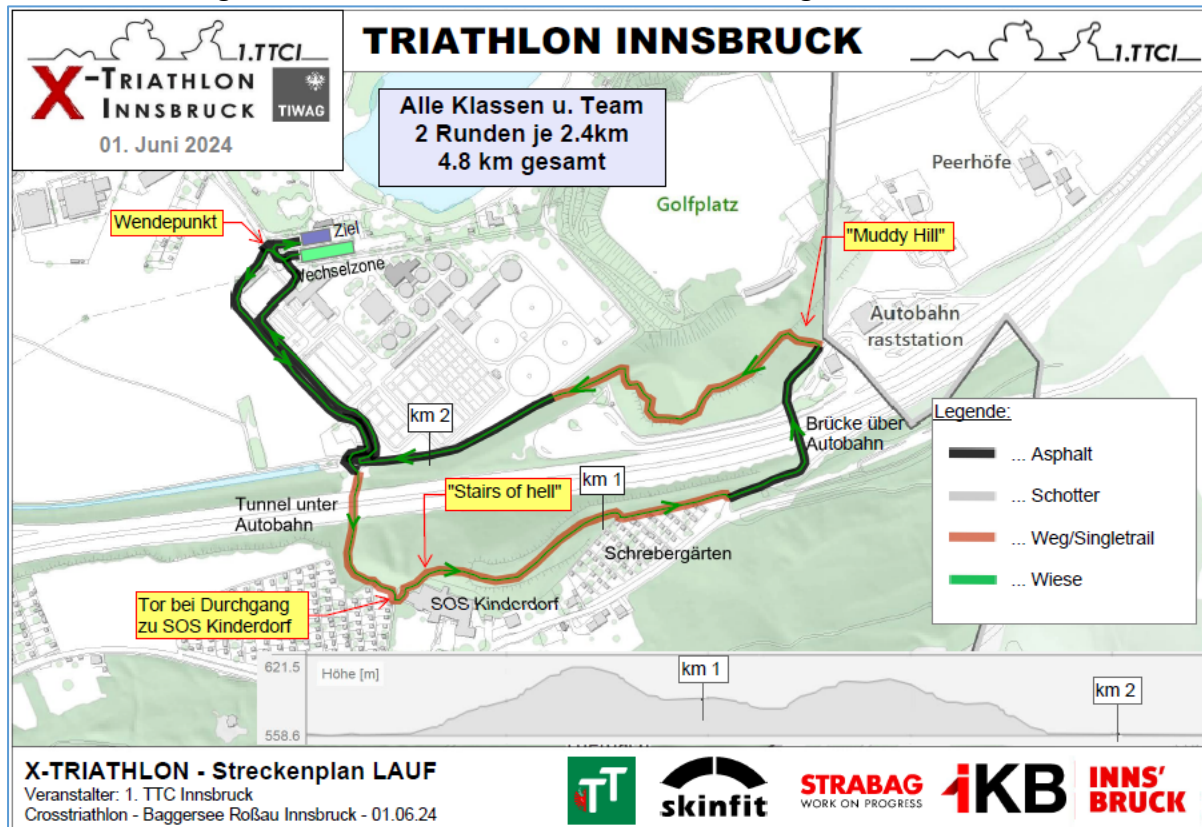 1.TTCI
X-TRIATHLON
INNSBRUCK
TIWAG
01. Juni 2024
TRIATHLON INNSBRUCK
1.TTCI
Alle Klassen u. Team
2 Runden je 2.4km
4.8 km gesamt
Peerhöfe
Golfplatz
Wendepunkt
Ziel
Wechselzone
"Muddy Hill"
Autobahn
raststation
km 2
Brücke über
Autobahn
Legende:
... Asphalt
... Schotter
... Weg/Singletrail
... Wiese
"Stairs of hell"
km 1
Tunnel unter
Autobahn
Schrebergärten
Tor bei Durchgang
zu SOS Kinderdorf
SOS Kinderdorf
621.5
Höhe [m]
km 1
km 2
558.6
X-TRIATHLON - Streckenplan LAUF
Veranstalter: 1. TTC Innsbruck
Crosstriathlon - Baggersee Roßau Innsbruck - 01.06.24
TT
skinfit
STRABAG
WORK ON PROGRESS
iKB
INNS'
BRUCK